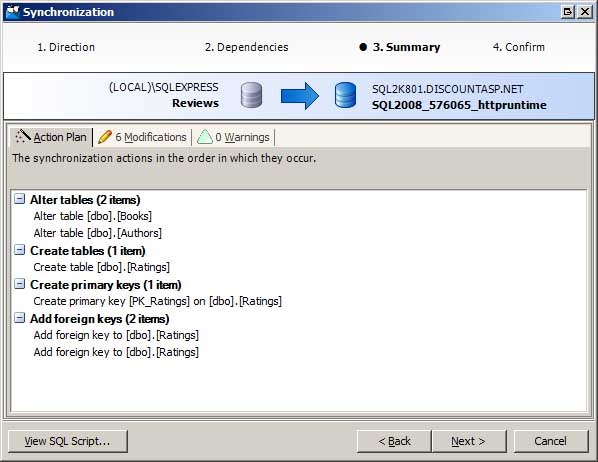 Synchronization
1. Direction 2. Dependencies 3. Summary 4. Confirm
(LOCAL)\SQLEXPRESS
Reviews
SQL2K801.DISCOUNTASP.NET
SQL2008_576065_httpruntime
Action Plan 6 Modifications 0 Warnings
The synchronization actions in the order in which they occur.
Alter tables (2 items)
Alter table [dbo].[Books]
Alter table [dbo].[Authors]
Create tables (1 item)
Create table [dbo].[Ratings]
Create primary keys (1 item)
Create primary key [PK_Ratings] on [dbo].[Ratings]
Add foreign keys (2 items)
Add foreign key to [dbo].[Ratings]
Add foreign key to [dbo].[Ratings]
View SQL Script... < Back Next > Cancel